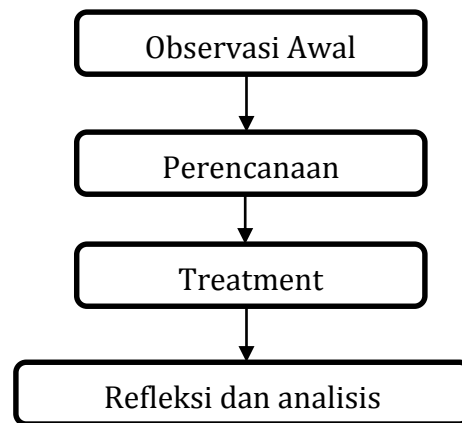 Observasi Awal
Perencanaan
Treatment
Refleksi dan analisis